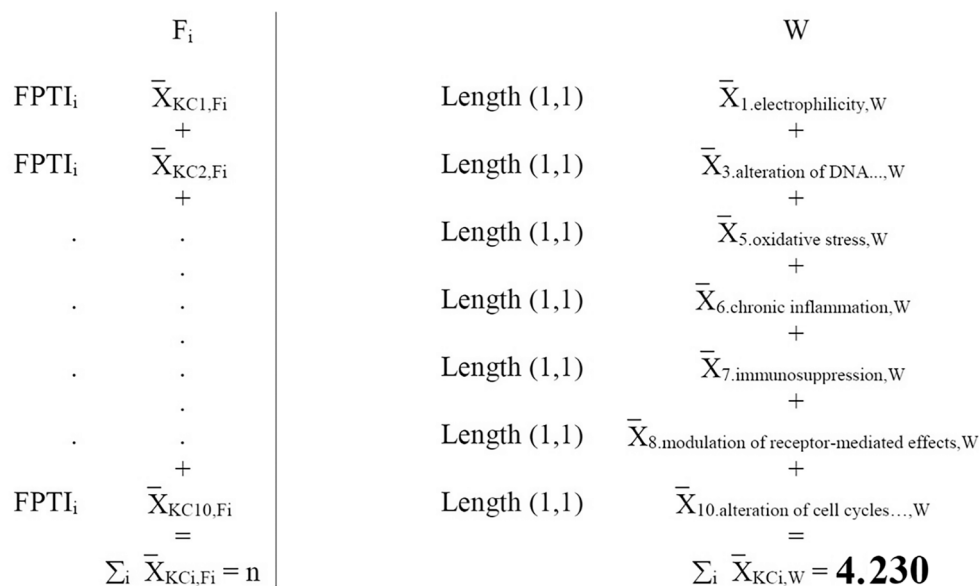 Fi W
FPTIi X̄KC1,Fi Length (1,1) X̄1.electrophilicity,W
+ +
FPTIi X̄KC2,Fi Length (1,1) X̄3.alteration of DNA...,W
+ +
. . Length (1,1) X̄5.oxidative stress,W
. +
. . Length (1,1) X̄6.chronic inflammation,W
. +
. . Length (1,1) X̄7.immunosuppression,W
. +
. . Length (1,1) X̄8.modulation of receptor-mediated effects,W
+ +
FPTIi X̄KC10,Fi Length (1,1) X̄10.alteration of cell cycles...,W
= =
∑i X̄KCi,Fi = n ∑i X̄KCi,W = 4.230